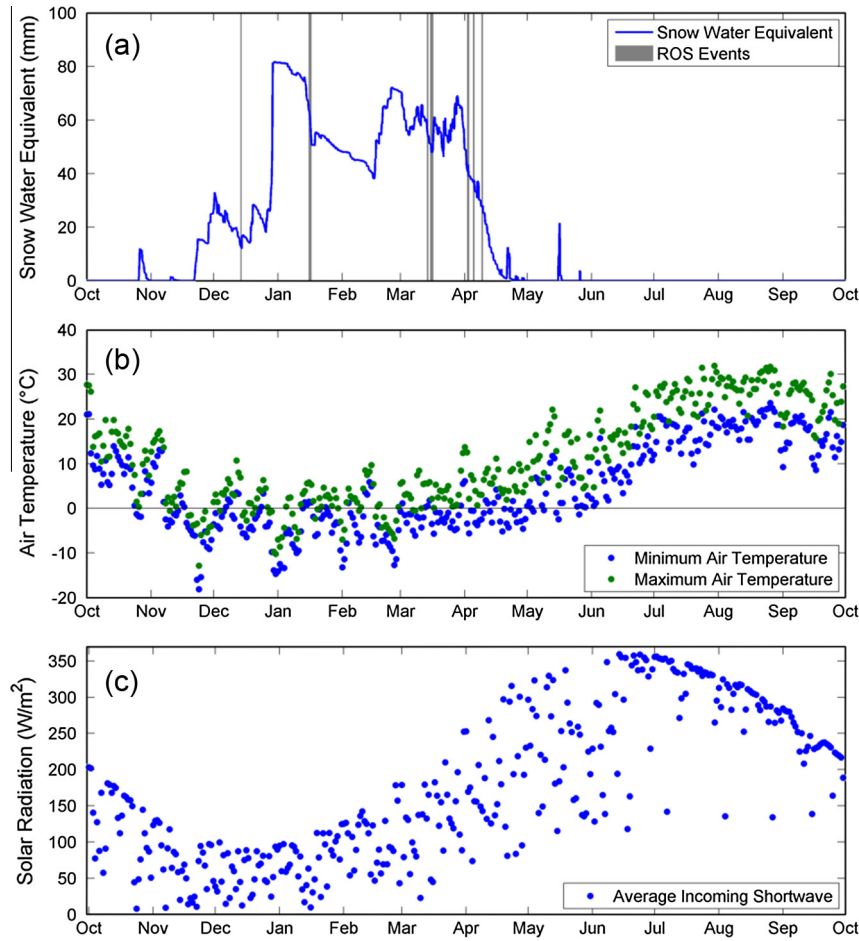 (a)
Snow Water Equivalent (mm)
100
80
60
40
20
0
Snow Water Equivalent
ROS Events
Oct Nov Dec Jan Feb Mar Apr May Jun Jul Aug Sep Oct
(b)
Air Temperature (°C)
40
30
20
10
0
-10
-20
Minimum Air Temperature
Maximum Air Temperature
Oct Nov Dec Jan Feb Mar Apr May Jun Jul Aug Sep Oct
(c)
Solar Radiation (W/m²)
350
300
250
200
150
100
50
0
Average Incoming Shortwave
Oct Nov Dec Jan Feb Mar Apr May Jun Jul Aug Sep Oct